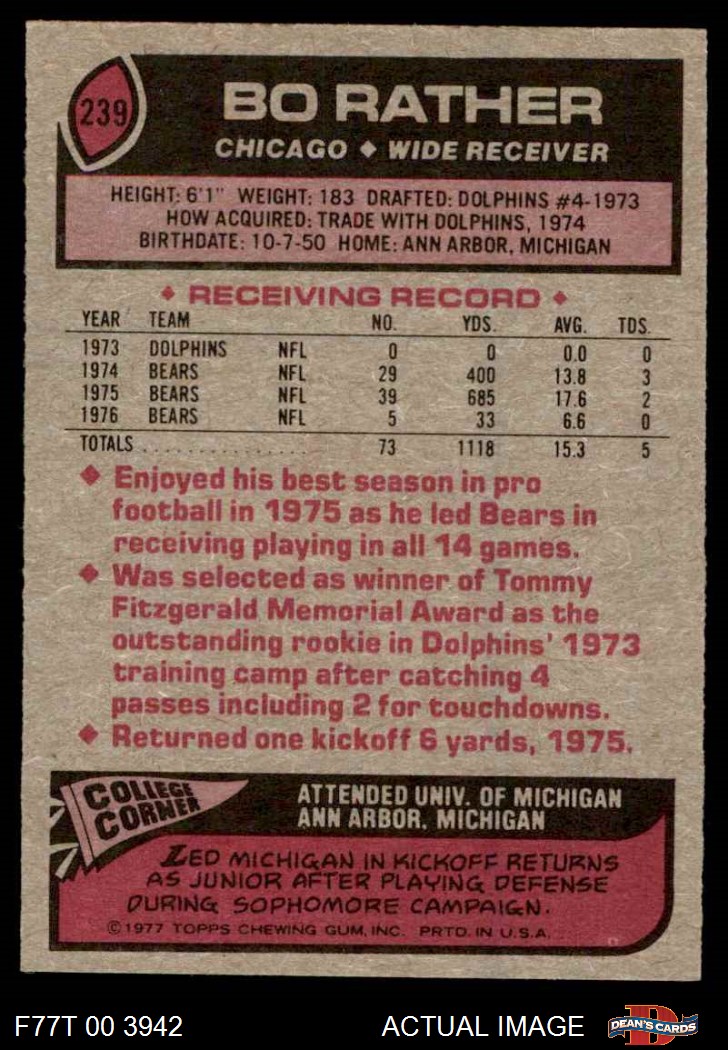 239
BO RATHER
CHICAGO ◆ WIDE RECEIVER
HEIGHT: 6'1" WEIGHT: 183 DRAFTED: DOLPHINS #4-1973
HOW ACQUIRED: TRADE WITH DOLPHINS, 1974
BIRTHDATE: 10-7-50 HOME: ANN ARBOR, MICHIGAN
◆ RECEIVING RECORD ◆
YEAR TEAM NO. YDS. AVG. TDS.
1973 DOLPHINS NFL 0 0 0.0 0
1974 BEARS NFL 29 400 13.8 3
1975 BEARS NFL 39 685 17.6 2
1976 BEARS NFL 5 33 6.6 0
TOTALS . . . . . . . . . . . . . . . 73 1118 15.3 5
◆ Enjoyed his best season in pro
football in 1975 as he led Bears in
receiving playing in all 14 games.
◆ Was selected as winner of Tommy
Fitzgerald Memorial Award as the
outstanding rookie in Dolphins' 1973
training camp after catching 4
passes including 2 for touchdowns.
◆ Returned one kickoff 6 yards, 1975.
COLLEGE
CORNER
ATTENDED UNIV. OF MICHIGAN
ANN ARBOR, MICHIGAN
LED MICHIGAN IN KICKOFF RETURNS
AS JUNIOR AFTER PLAYING DEFENSE
DURING SOPHOMORE CAMPAIGN.
©1977 TOPPS CHEWING GUM, INC. PRTD. IN U.S.A.
F77T 00 3942 ACTUAL IMAGE
D
DEAN'S CARDS